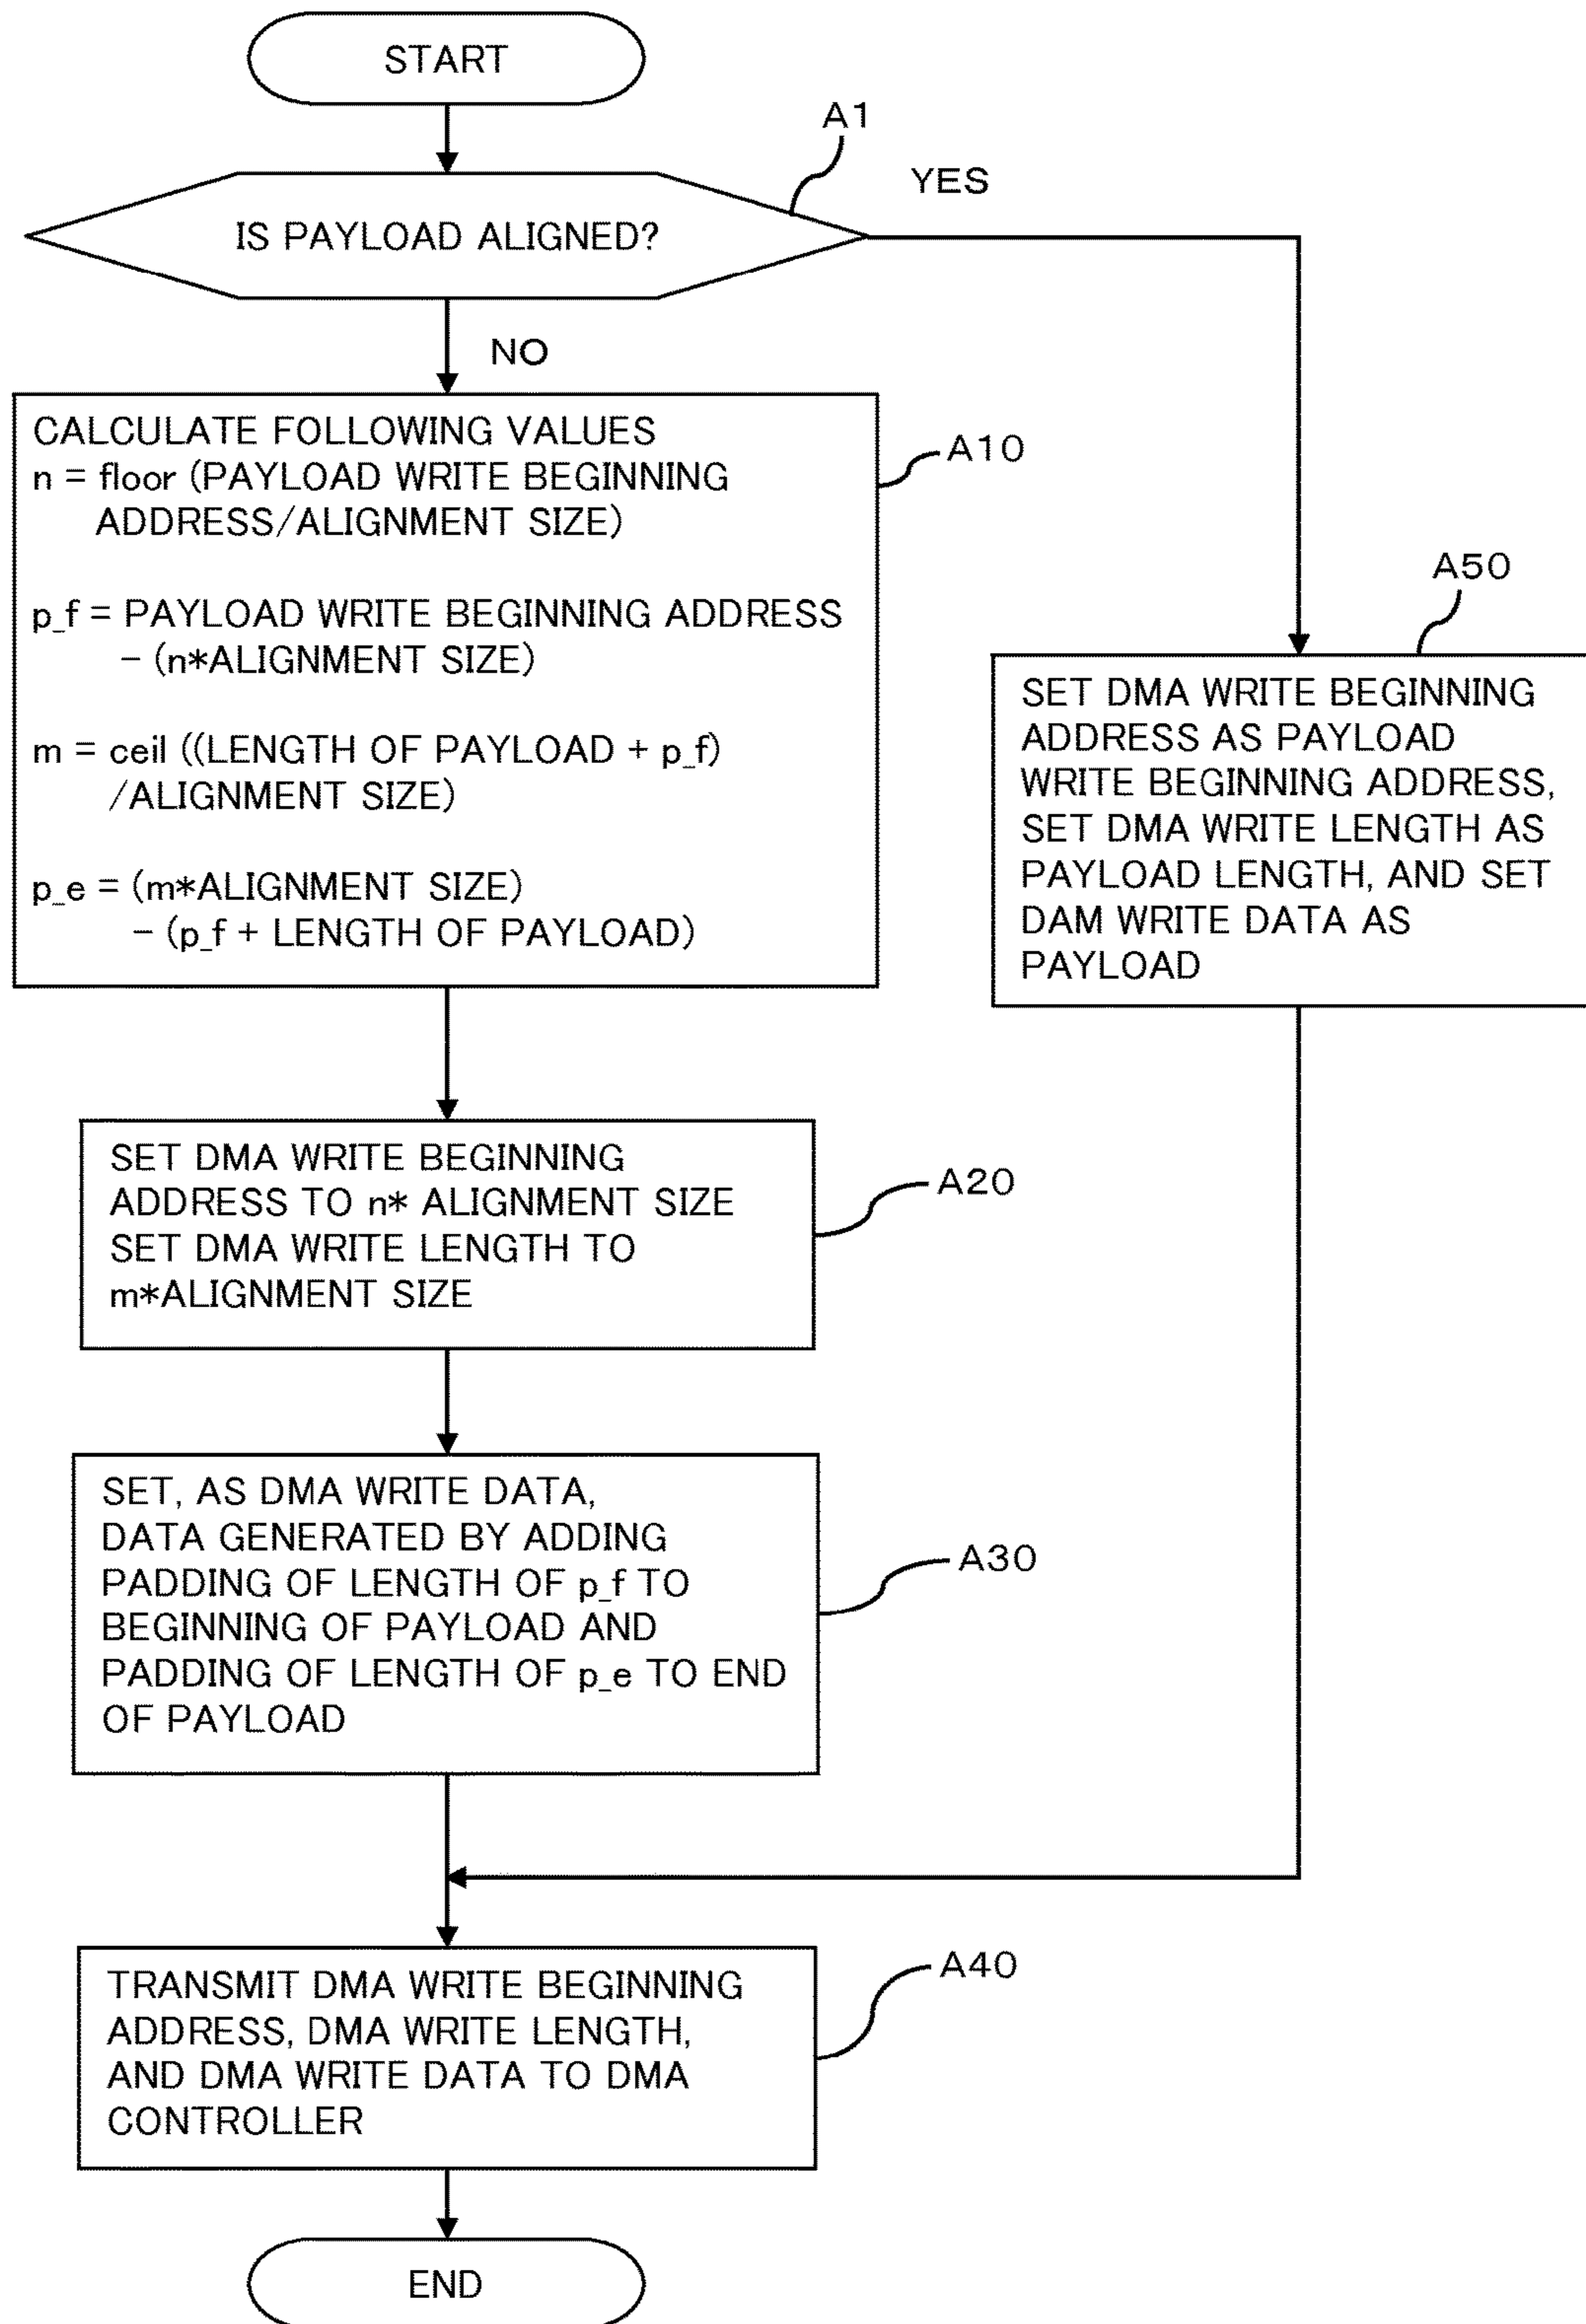 START
A1
YES
IS PAYLOAD ALIGNED?
NO
CALCULATE FOLLOWING VALUES
n = floor (PAYLOAD WRITE BEGINNING
ADDRESS/ALIGNMENT SIZE)
p_f = PAYLOAD WRITE BEGINNING ADDRESS
− (n*ALIGNMENT SIZE)
m = ceil ((LENGTH OF PAYLOAD + p_f)
/ALIGNMENT SIZE)
p_e = (m*ALIGNMENT SIZE)
− (p_f + LENGTH OF PAYLOAD)
A10
A50
SET DMA WRITE BEGINNING
ADDRESS AS PAYLOAD
WRITE BEGINNING ADDRESS,
SET DMA WRITE LENGTH AS
PAYLOAD LENGTH, AND SET
DAM WRITE DATA AS
PAYLOAD
SET DMA WRITE BEGINNING
ADDRESS TO n* ALIGNMENT SIZE
SET DMA WRITE LENGTH TO
m*ALIGNMENT SIZE
A20
SET, AS DMA WRITE DATA,
DATA GENERATED BY ADDING
PADDING OF LENGTH OF p_f TO
BEGINNING OF PAYLOAD AND
PADDING OF LENGTH OF p_e TO END
OF PAYLOAD
A30
TRANSMIT DMA WRITE BEGINNING
ADDRESS, DMA WRITE LENGTH,
AND DMA WRITE DATA TO DMA
CONTROLLER
A40
END